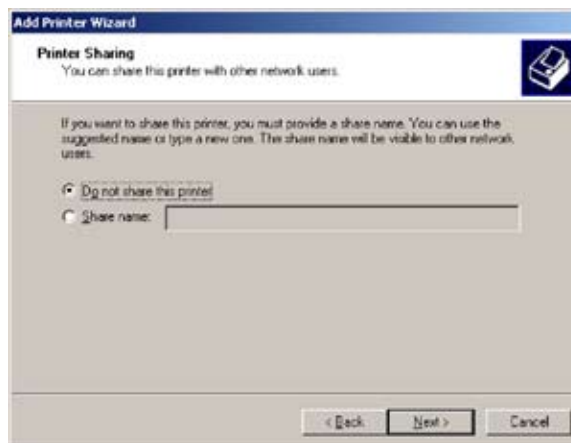 Add Printer Wizard
Printer Sharing
You can share this printer with other network users.
If you want to share this printer, you must provide a share name. You can use the
suggested name or type a new one. The share name will be visible to other network
users.
Do not share this printer
Share name:
< Back
Next >
Cancel